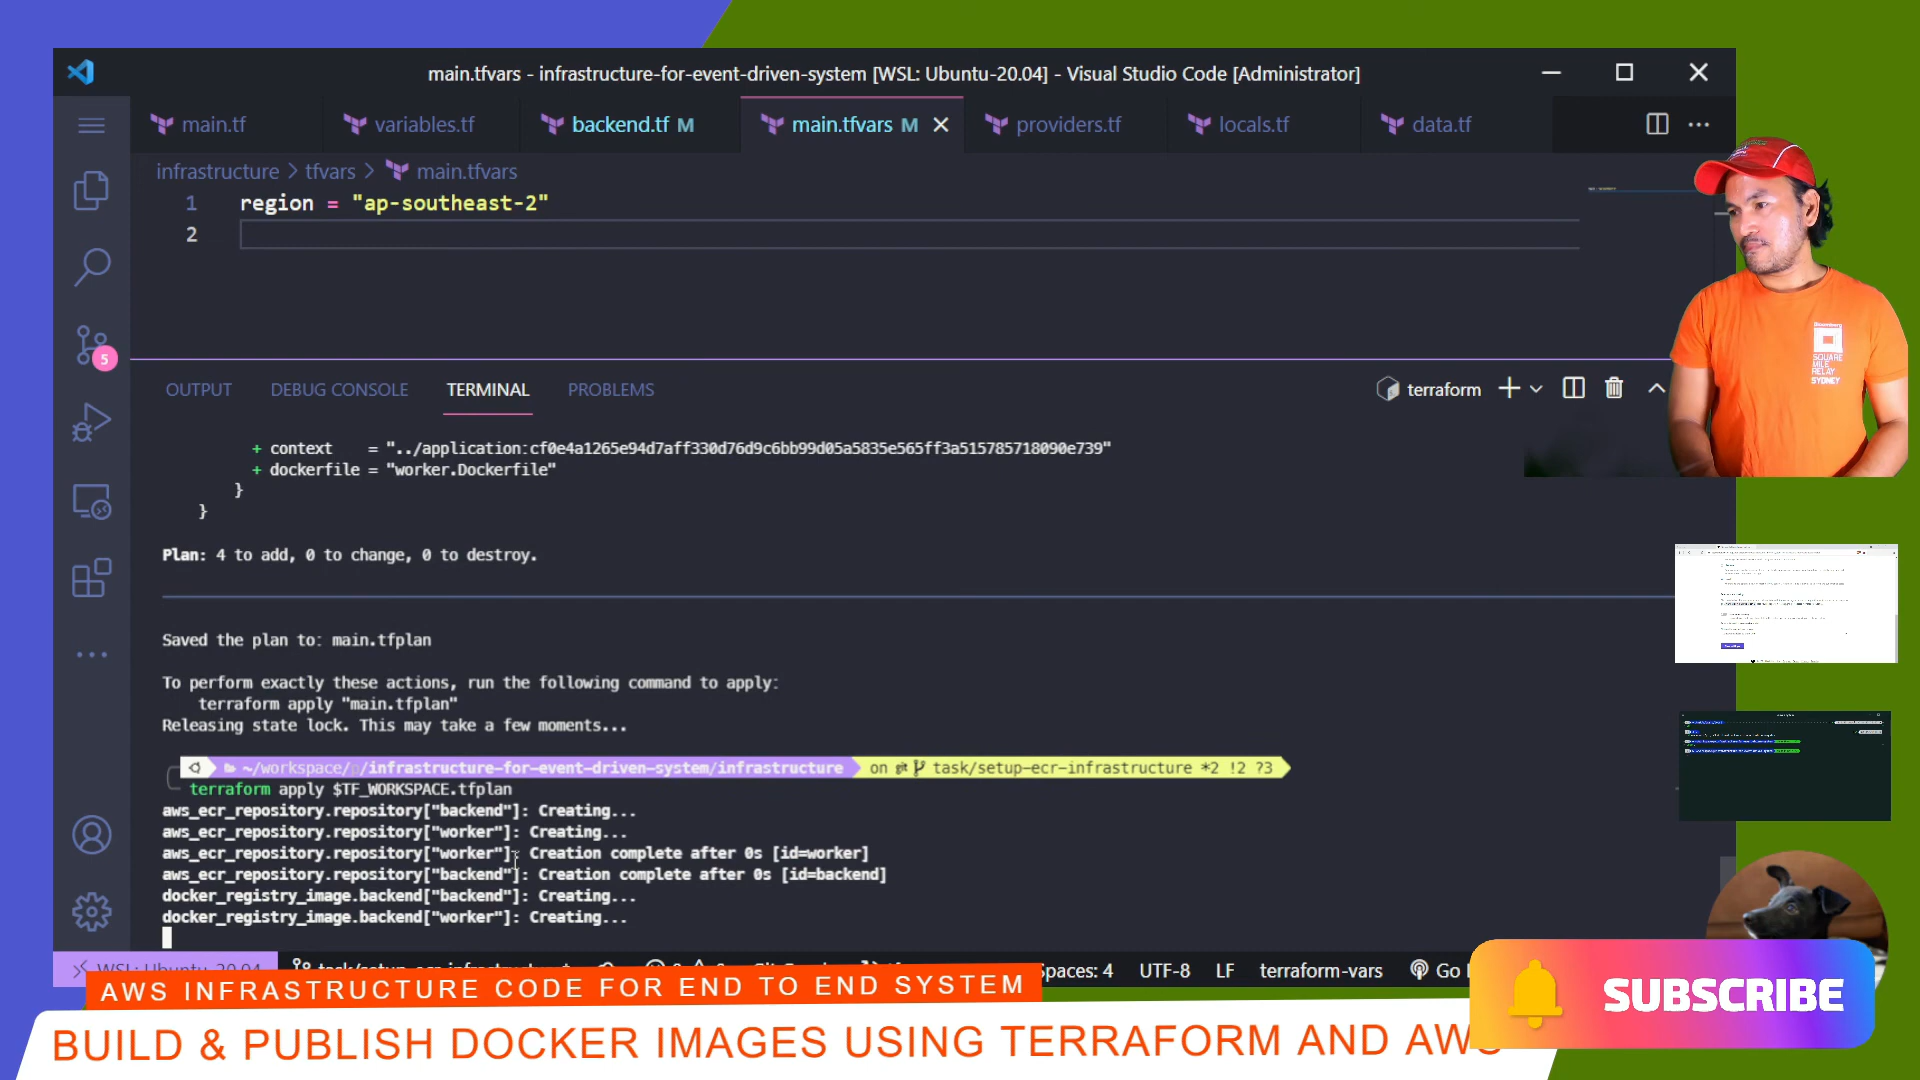 main.tfvars - infrastructure-for-event-driven-system [WSL: Ubuntu-20.04] - Visual Studio Code [Administrator]
main.tf variables.tf backend.tf M main.tfvars M providers.tf locals.tf data.tf
infrastructure > tfvars > main.tfvars
1 region = "ap-southeast-2"
2
5
OUTPUT DEBUG CONSOLE TERMINAL PROBLEMS terraform
+ context    = "../application:cf0e4a1265e94d7aff330d76d9c6bb99d05a5835e565ff3a515785718090e739"
+ dockerfile = "worker.Dockerfile"
}
}
Plan: 4 to add, 0 to change, 0 to destroy.
Saved the plan to: main.tfplan
To perform exactly these actions, run the following command to apply:
terraform apply "main.tfplan"
Releasing state lock. This may take a few moments...
~/workspace/p/infrastructure-for-event-driven-system/infrastructure on git task/setup-ecr-infrastructure *2 !2 ?3
terraform apply $TF_WORKSPACE.tfplan
aws_ecr_repository.repository["backend"]: Creating...
aws_ecr_repository.repository["worker"]: Creating...
aws_ecr_repository.repository["worker"]: Creation complete after 0s [id=worker]
aws_ecr_repository.repository["backend"]: Creation complete after 0s [id=backend]
docker_registry_image.backend["backend"]: Creating...
docker_registry_image.backend["worker"]: Creating...
Spaces: 4 UTF-8 LF terraform-vars Go
SQUARE
MILE
RELAY
SYDNEY
AWS INFRASTRUCTURE CODE FOR END TO END SYSTEM
BUILD & PUBLISH DOCKER IMAGES USING TERRAFORM AND AWS
SUBSCRIBE